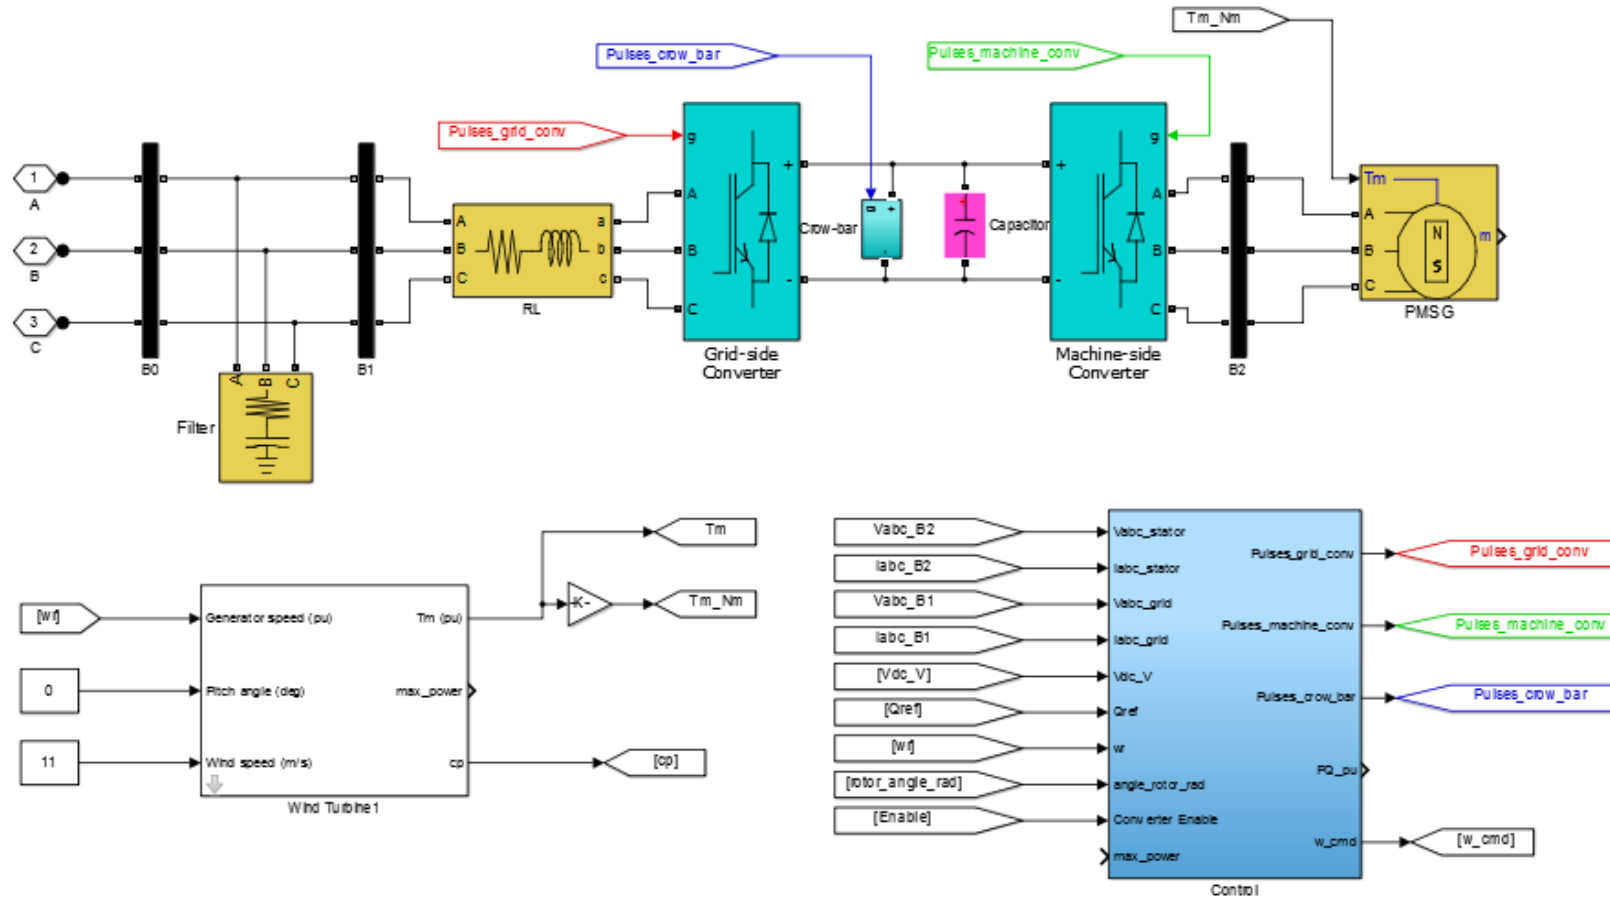 Tm_Nm
Pulses_crow_bar
Pulses_machine_conv
Pulses_grid_conv
g
g
+
+
Tm
1
A
A
A
a
A
A
N
S
m
2
B
B
b
B
Crow-bar
+
-
+
Capacitor
B
B
3
C
C
c
C
-
-
C
C
RL
PMSG
Grid-side
Converter
Machine-side
Converter
B0
B1
B2
A
B
C
Filter
Tm
Tm_Nm
-K-
[wr]
Generator speed (pu)
Tm (pu)
0
Pitch angle (deg)
max_power
11
Wind speed (m/s)
cp
[cp]
Wind Turbine1
Vabc_B2
Vabc_stator
Iabc_B2
Iabc_stator
Vabc_B1
Vabc_grid
Iabc_B1
Iabc_grid
[Vdc_V]
Vdc_V
[Qref]
Qref
[wr]
wr
[rotor_angle_rad]
angle_rotor_rad
[Enable]
Converter Enable
max_power
Pulses_grid_conv
Pulses_grid_conv
Pulses_machine_conv
Pulses_machine_conv
Pulses_crow_bar
Pulses_crow_bar
PQ_pu
w_cmd
[w_cmd]
Control